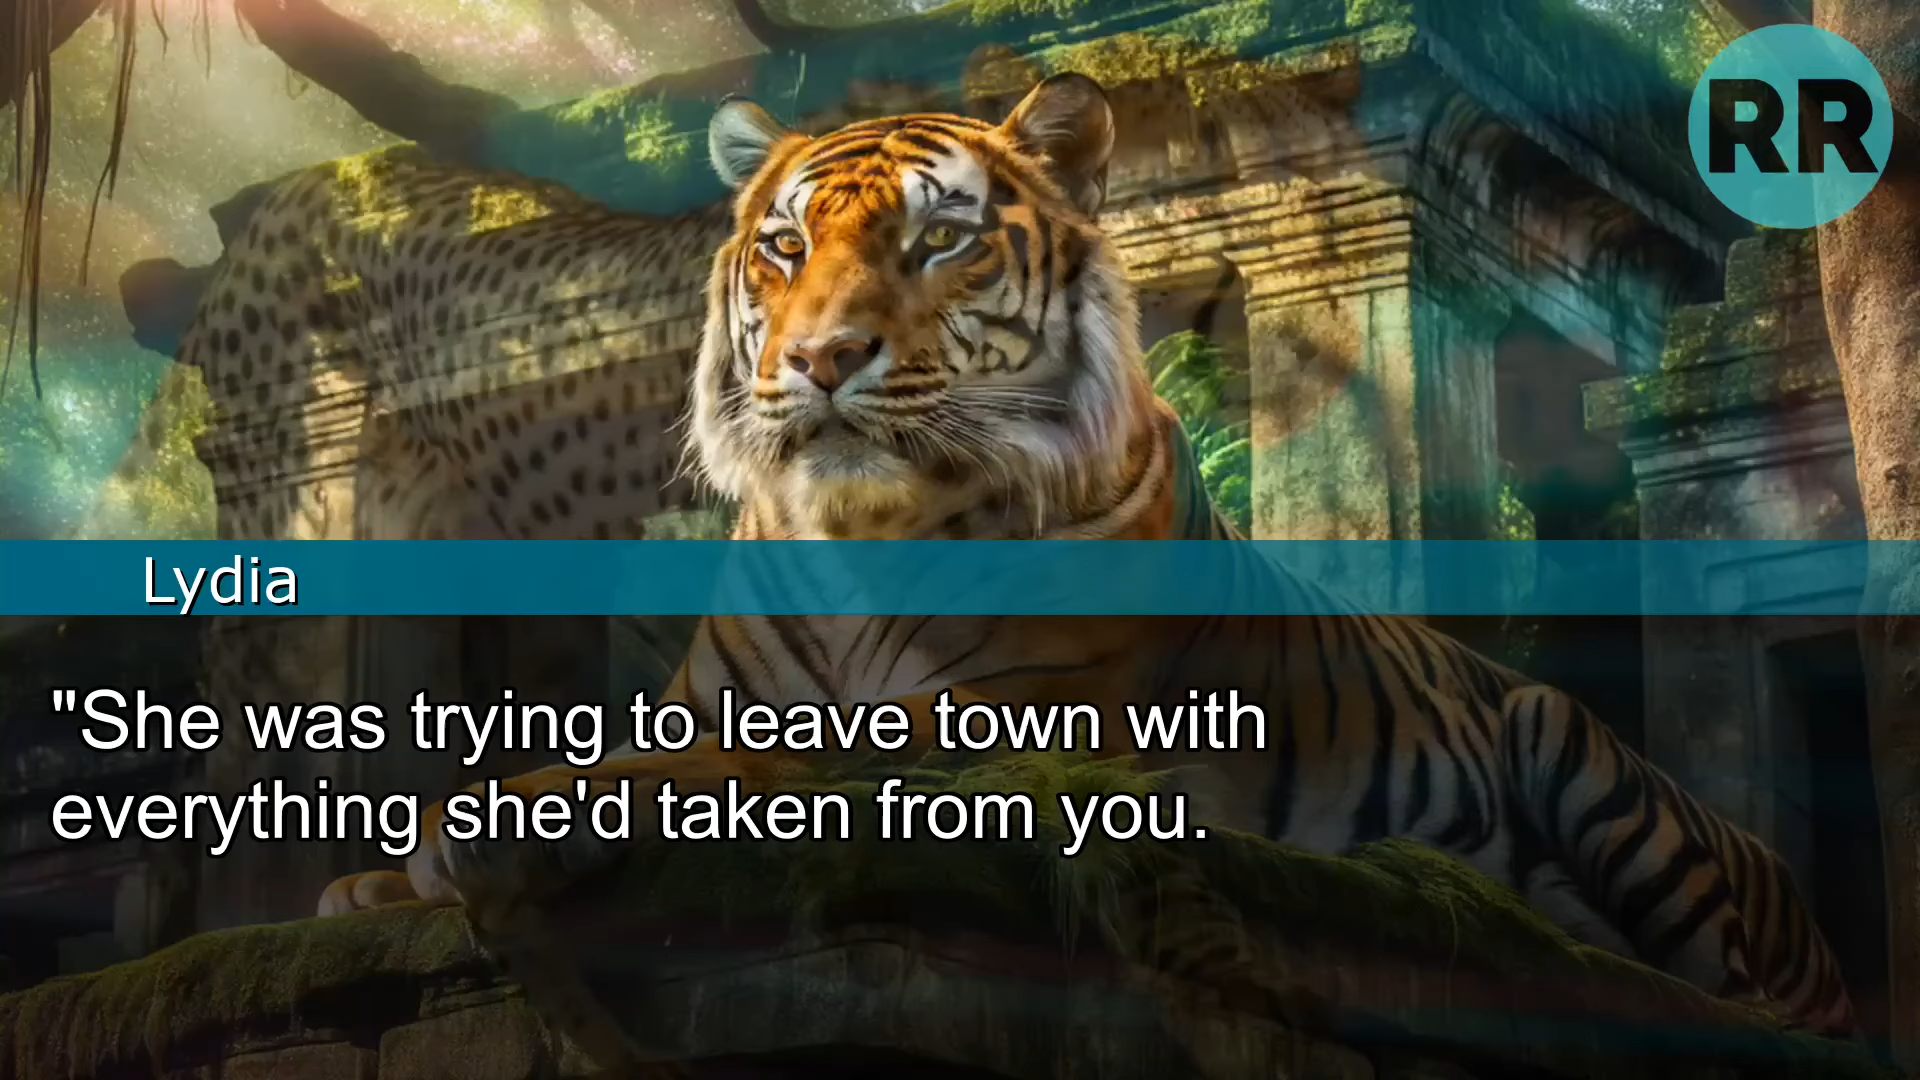 RR
Lydia
"She was trying to leave town with
everything she'd taken from you.